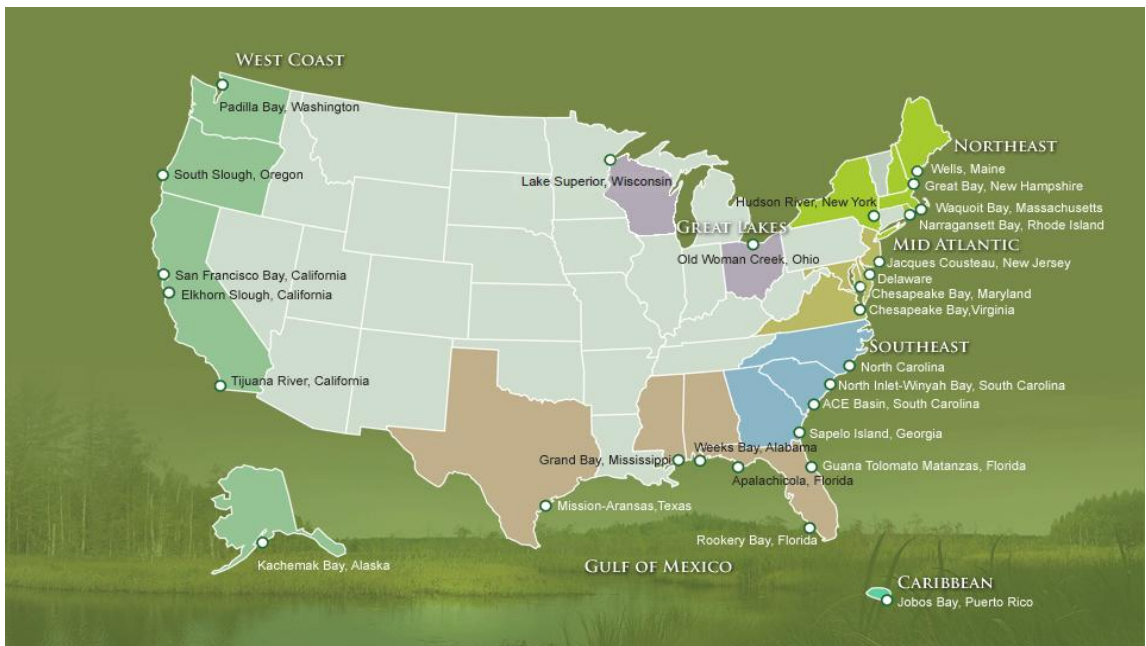 WEST COAST
Padilla Bay, Washington
South Slough, Oregon
San Francisco Bay, California
Elkhorn Slough, California
Tijuana River, California
Kachemak Bay, Alaska
Lake Superior, Wisconsin
GREAT LAKES
Old Woman Creek, Ohio
NORTHEAST
Wells, Maine
Great Bay, New Hampshire
Hudson River, New York
Waquoit Bay, Massachusetts
Narragansett Bay, Rhode Island
MID ATLANTIC
Jacques Cousteau, New Jersey
Delaware
Chesapeake Bay, Maryland
Chesapeake Bay,Virginia
SOUTHEAST
North Carolina
North Inlet-Winyah Bay, South Carolina
ACE Basin, South Carolina
Sapelo Island, Georgia
Guana Tolomato Matanzas, Florida
Weeks Bay, Alabama
Grand Bay, Mississippi
Apalachicola, Florida
Mission-Aransas,Texas
Rookery Bay, Florida
GULF OF MEXICO
CARIBBEAN
Jobos Bay, Puerto Rico